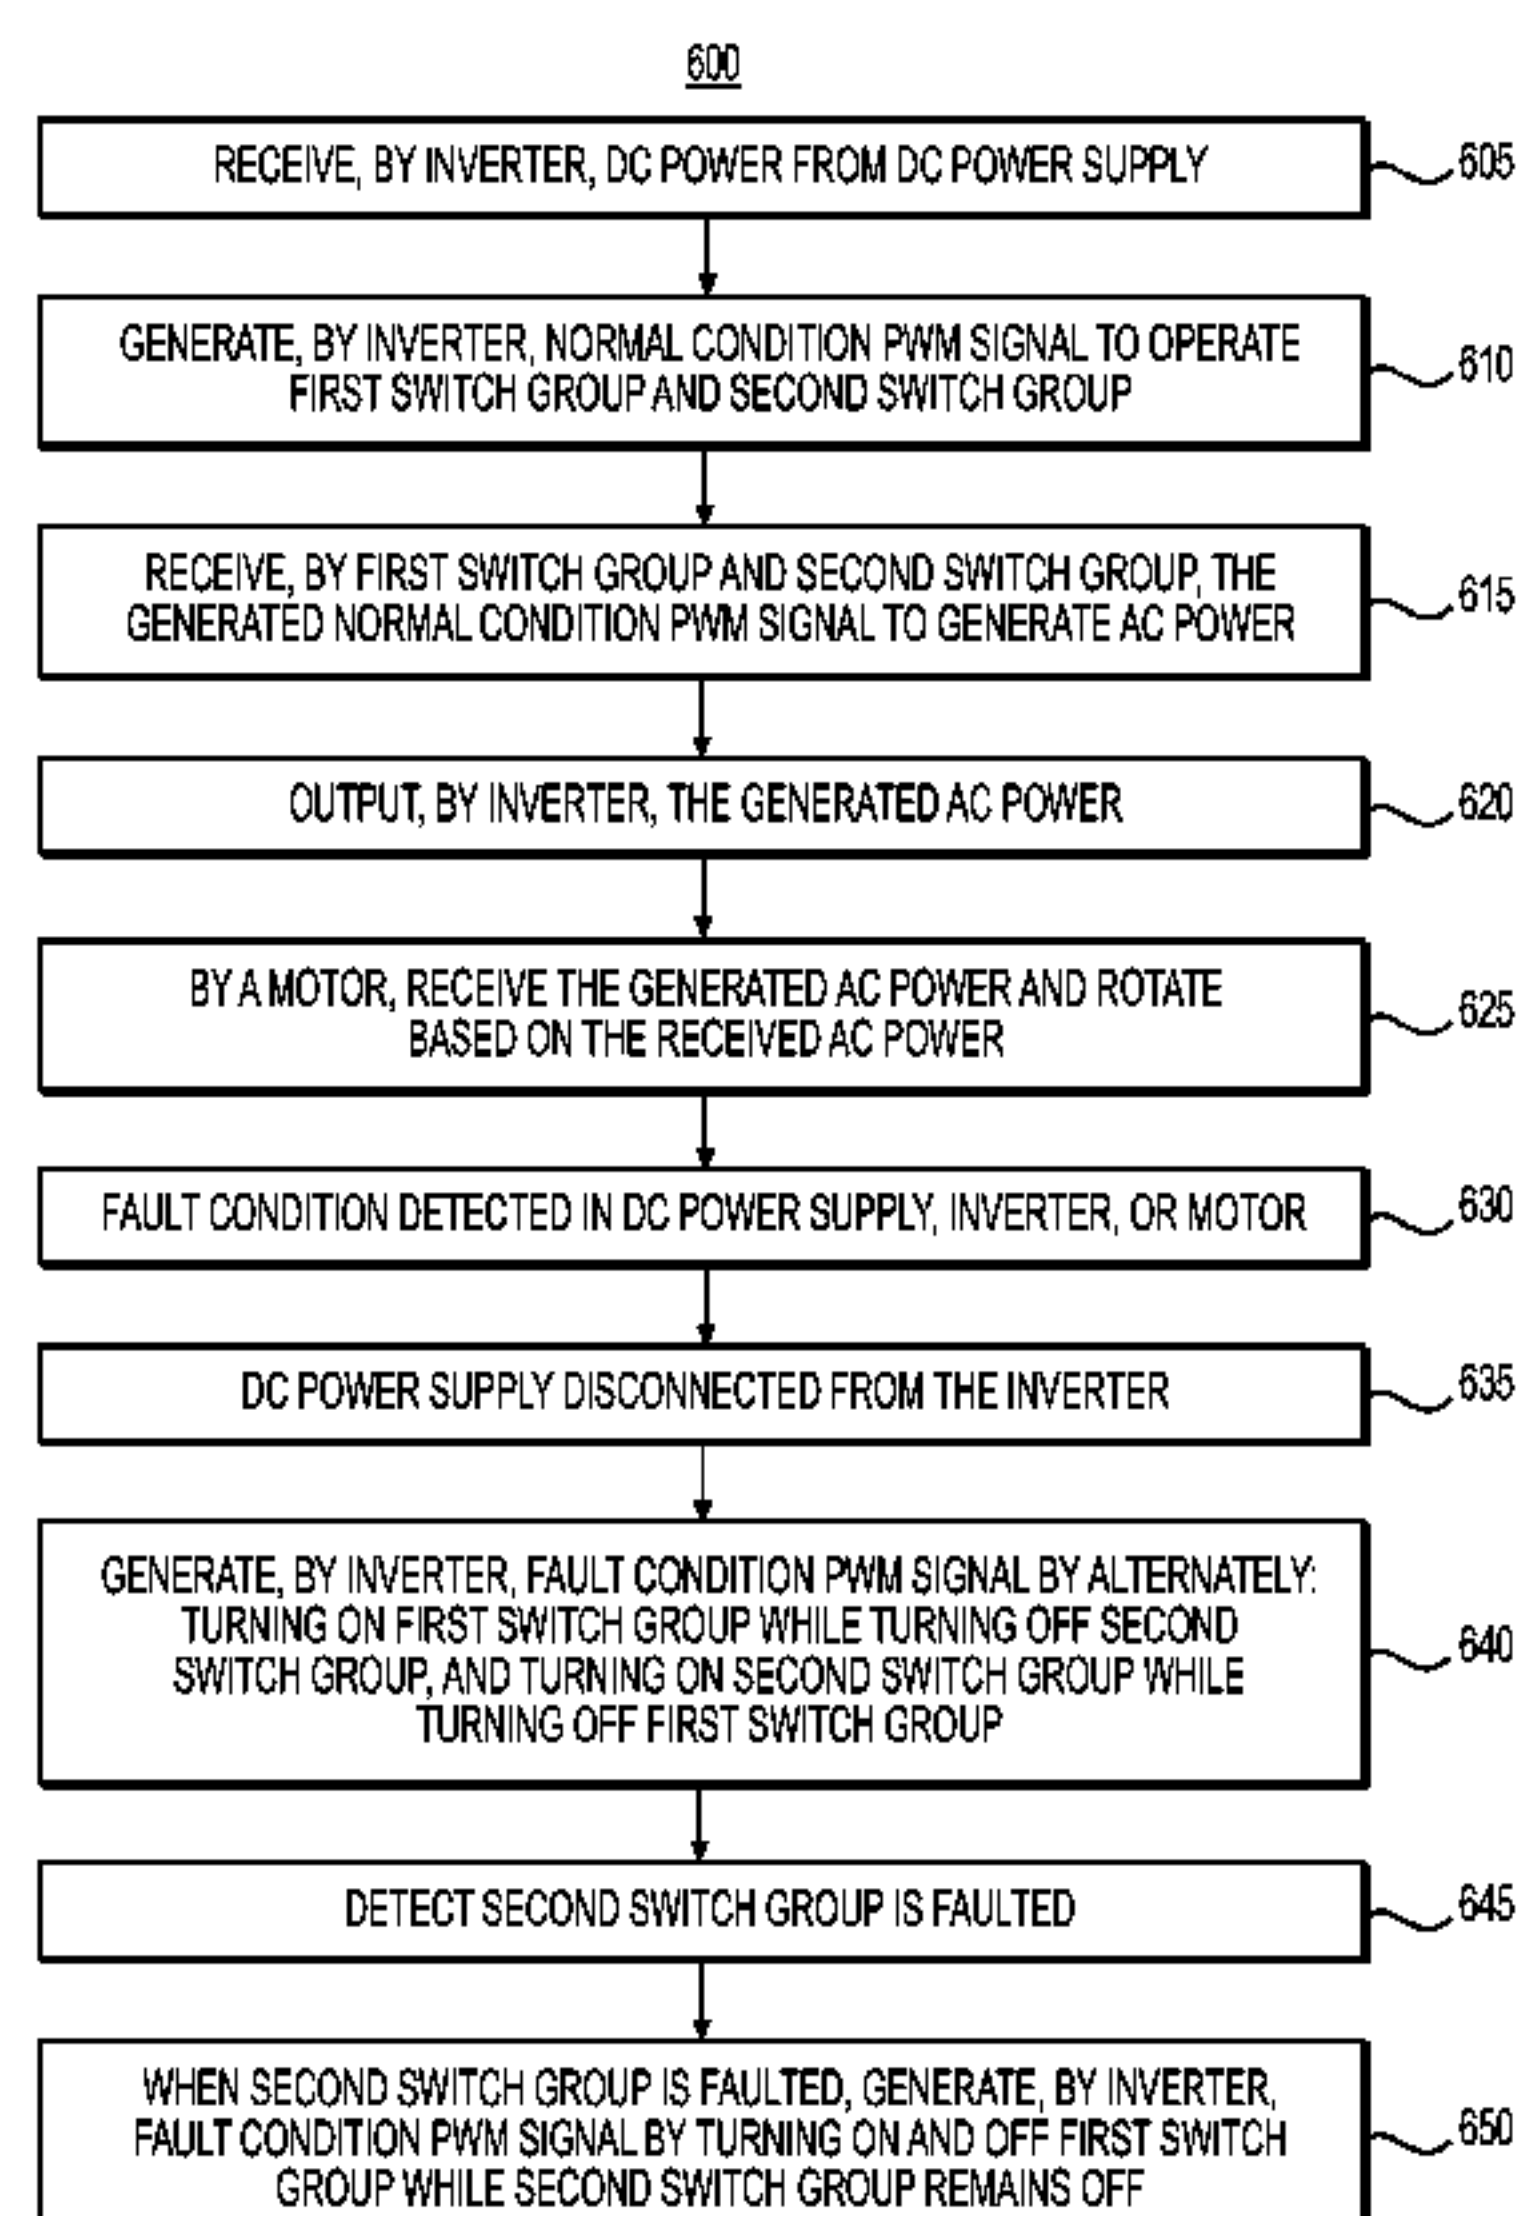 600
RECEIVE, BY INVERTER, DC POWER FROM DC POWER SUPPLY
605
GENERATE, BY INVERTER, NORMAL CONDITION PWM SIGNAL TO OPERATE
FIRST SWITCH GROUP AND SECOND SWITCH GROUP
610
RECEIVE, BY FIRST SWITCH GROUP AND SECOND SWITCH GROUP, THE
GENERATED NORMAL CONDITION PWM SIGNAL TO GENERATE AC POWER
615
OUTPUT, BY INVERTER, THE GENERATED AC POWER
620
BY A MOTOR, RECEIVE THE GENERATED AC POWER AND ROTATE
BASED ON THE RECEIVED AC POWER
625
FAULT CONDITION DETECTED IN DC POWER SUPPLY, INVERTER, OR MOTOR
630
DC POWER SUPPLY DISCONNECTED FROM THE INVERTER
635
GENERATE, BY INVERTER, FAULT CONDITION PWM SIGNAL BY ALTERNATELY:
TURNING ON FIRST SWITCH GROUP WHILE TURNING OFF SECOND
SWITCH GROUP, AND TURNING ON SECOND SWITCH GROUP WHILE
TURNING OFF FIRST SWITCH GROUP
640
DETECT SECOND SWITCH GROUP IS FAULTED
645
WHEN SECOND SWITCH GROUP IS FAULTED, GENERATE, BY INVERTER,
FAULT CONDITION PWM SIGNAL BY TURNING ON AND OFF FIRST SWITCH
GROUP WHILE SECOND SWITCH GROUP REMAINS OFF
650